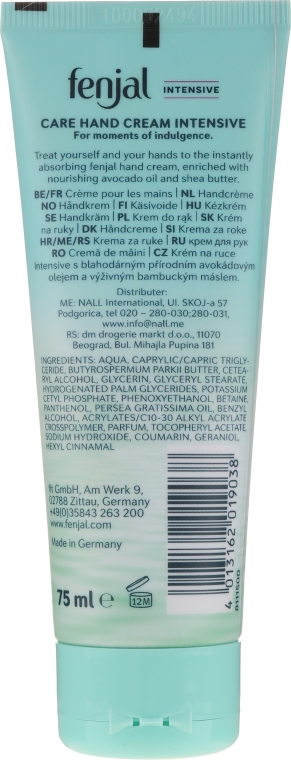 fenjal INTENSIVE
CARE HAND CREAM INTENSIVE
For moments of indulgence.
Treat yourself and your hands to the instantly
absorbing fenjal hand cream, enriched with
nourishing avocado oil and shea butter.
BE/FR Crème pour les mains | NL Handcrème
NO Håndkrem | FI Käsivoide | HU Kézkrém
SE Handkräm | PL Krem do rąk | SK Krém
na ruky | DK Håndcreme | SI Krema za roke
HR/ME/RS Krema za ruke | RU крем для рук
RO Cremă de mâini | CZ Krém na ruce
Intensive s blahodárným přírodním avokádovým
olejem a výživným bambuckým máslem.
Distributer:
ME: NALL International, Ul. SKOJ-a 57
Podgorica, tel 020 – 280-030;280-031,
www.info@nall.me
RS: dm drogerie markt d.o.o., 11070
Beograd, Bul. Mihajla Pupina 181
INGREDIENTS: AQUA, CAPRYLIC/CAPRIC TRIGLY-
CERIDE, BUTYROSPERMUM PARKII BUTTER, CETEA-
RYL ALCOHOL, GLYCERIN, GLYCERYL STEARATE,
HYDROGENATED PALM GLYCERIDES, POTASSIUM
CETYL PHOSPHATE, PHENOXYETHANOL, BETAINE,
PANTHENOL, PERSEA GRATISSIMA OIL, BENZYL
ALCOHOL, ACRYLATES/C10-30 ALKYL ACRYLATE
CROSSPOLYMER, PARFUM, TOCOPHERYL ACETATE,
SODIUM HYDROXIDE, COUMARIN, GERANIOL,
HEXYL CINNAMAL
fit GmbH, Am Werk 9,
02788 Zittau, Germany
+49(0)35843 263 200
www.fenjal.com
Made in Germany
75 ml e
12M
4 013162 019038